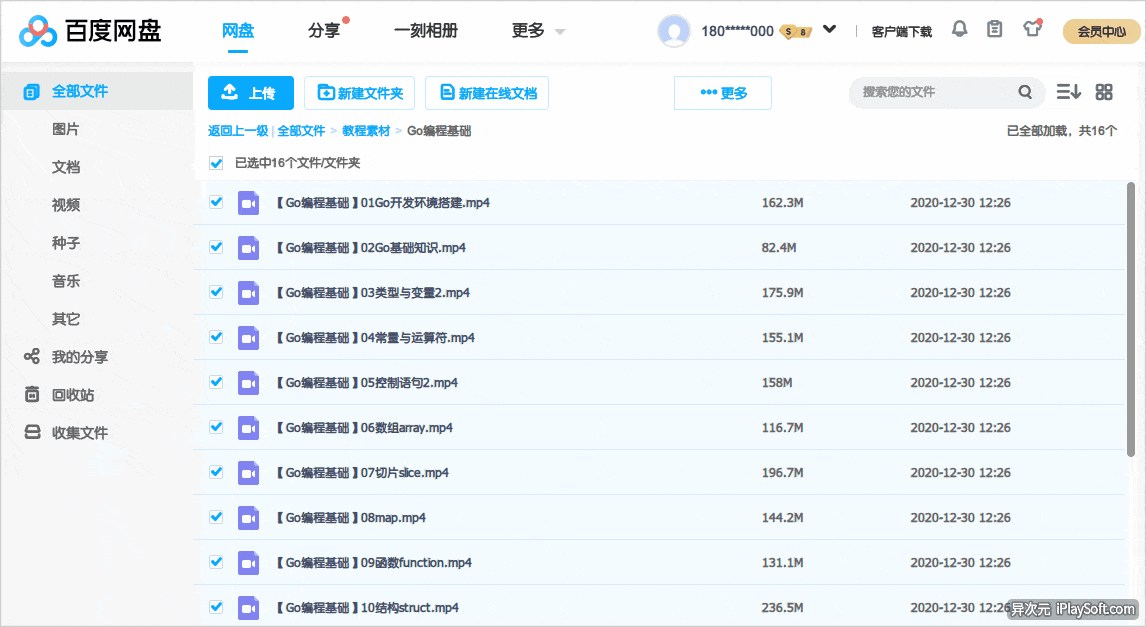 百度网盘 网盘 分享 一刻相册 更多 180*****000 S 8 客户端下载 会员中心
全部文件
图片
文档
视频
种子
音乐
其它
我的分享
回收站
收集文件
上传 新建文件夹 新建在线文档 ••• 更多 搜索您的文件
返回上一级 | 全部文件 > 教程素材 > Go编程基础 已全部加载，共16个
已选中16个文件/文件夹
【Go编程基础】01Go开发环境搭建.mp4 162.3M 2020-12-30 12:26
【Go编程基础】02Go基础知识.mp4 82.4M 2020-12-30 12:26
【Go编程基础】03类型与变量2.mp4 175.9M 2020-12-30 12:26
【Go编程基础】04常量与运算符.mp4 155.1M 2020-12-30 12:26
【Go编程基础】05控制语句2.mp4 158M 2020-12-30 12:26
【Go编程基础】06数组array.mp4 116.7M 2020-12-30 12:26
【Go编程基础】07切片slice.mp4 196.7M 2020-12-30 12:26
【Go编程基础】08map.mp4 144.2M 2020-12-30 12:26
【Go编程基础】09函数function.mp4 131.1M 2020-12-30 12:26
【Go编程基础】10结构struct.mp4 236.5M 2020-12-30 12:26
异次元 iPlaySoft.com